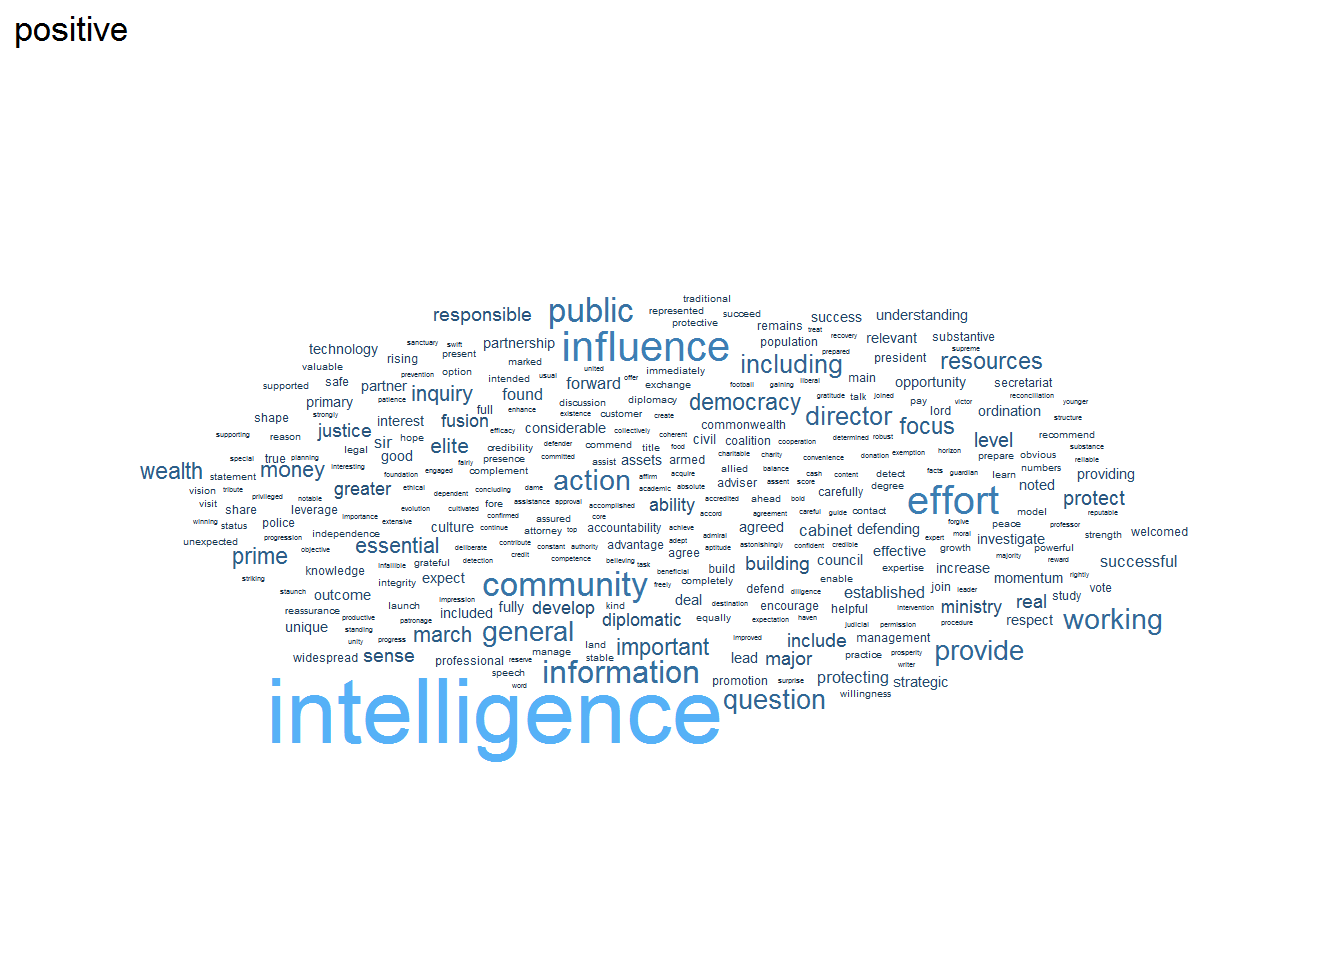 positive
traditional
responsible public represented succeed
protective success understanding
influence remains treat
technology sanctuary swift partnership population recovery relevant substantive
rising present marked including prepared president supreme resources
valuable option united immediately
supported safe prevention partner intended usual forward offer exchange football gaining liberal main opportunity secretariat
primary patience inquiry found discussion diplomacy democracy gratitude talk joined pay victor reconciliation younger
shape strongly interest fusion full enhance existence customer create director lord ordination structure
supporting reason justice hope efficacy considerable collectively coherent commonwealth focus recommend
sir elite credibility defender commend title food civil coalition cooperation determined robust level
special true planning legal good fairly presence committed assist assets armed charitable charity convenience donation exemption horizon prepare obvious reliable
wealth statement money interesting foundation engaged complement affirm allied balance cash content detect facts guardian learn numbers providing
vision tribute privileged notable greater ethical dependent concluding dame action academic absolute adviser assent score carefully degree effort noted protect
visit share leverage evolution cultivated fore assistance approval accomplished ability accredited ahead bold careful guide contact model reputable
winning status police importance extensive confirmed assured core accord agreement
unexpected progression independence culture continue attorney top accountability achieve admiral agreed cabinet defending forgive peace professor strength welcomed
prime objective essential deliberate contribute constant authority advantage adept astonishingly confident credible expert moral investigate
striking knowledge infallible grateful detection credit competence believing task agree aptitude building council effective growth majority powerful reward successful
integrity expect community beneficial build expertise increase
staunch outcome freely completely defend diligence enable established join leader momentum rightly vote
reassurance launch impression fully develop kind deal destination encourage helpful intervention ministry real study
unique productive patronage included general diplomatic equally expectation haven judicial permission procedure respect working
standing unity progress march manage land important improved include management
widespread sense professional reserve stable lead major practice prosperity writer provide
speech information promotion surprise protecting strategic
word question willingness
intelligence